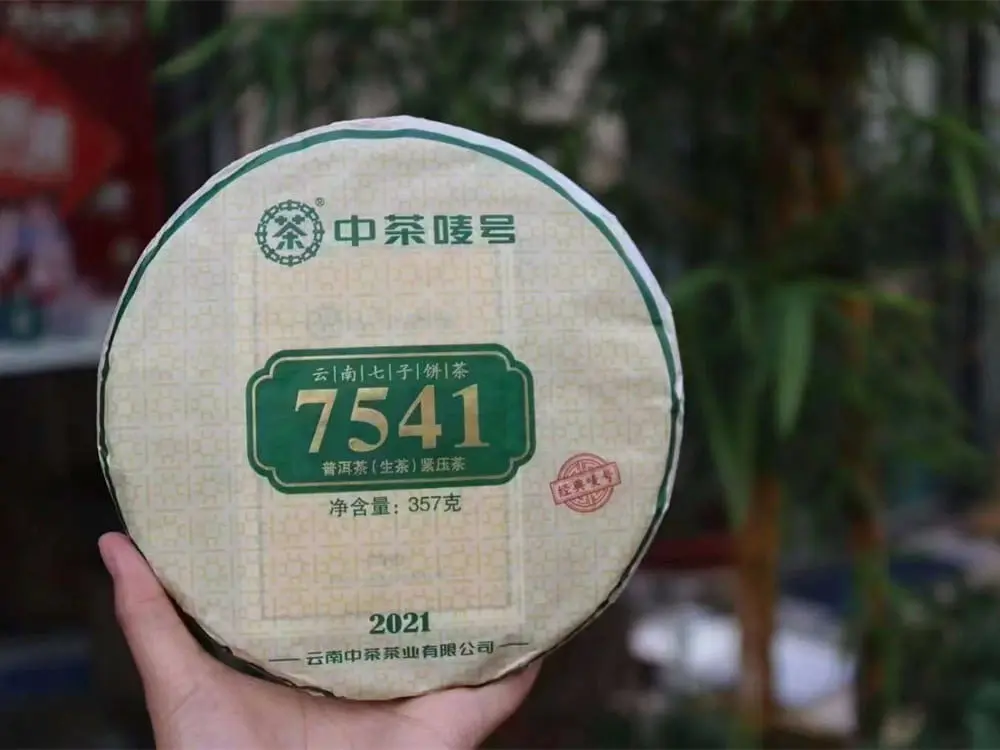 茶® 中茶唛号
云|南|七|子|饼|茶
7541
普洱茶(生茶)紧压茶
净含量：357克
经典唛号
2021
云南中茶茶业有限公司